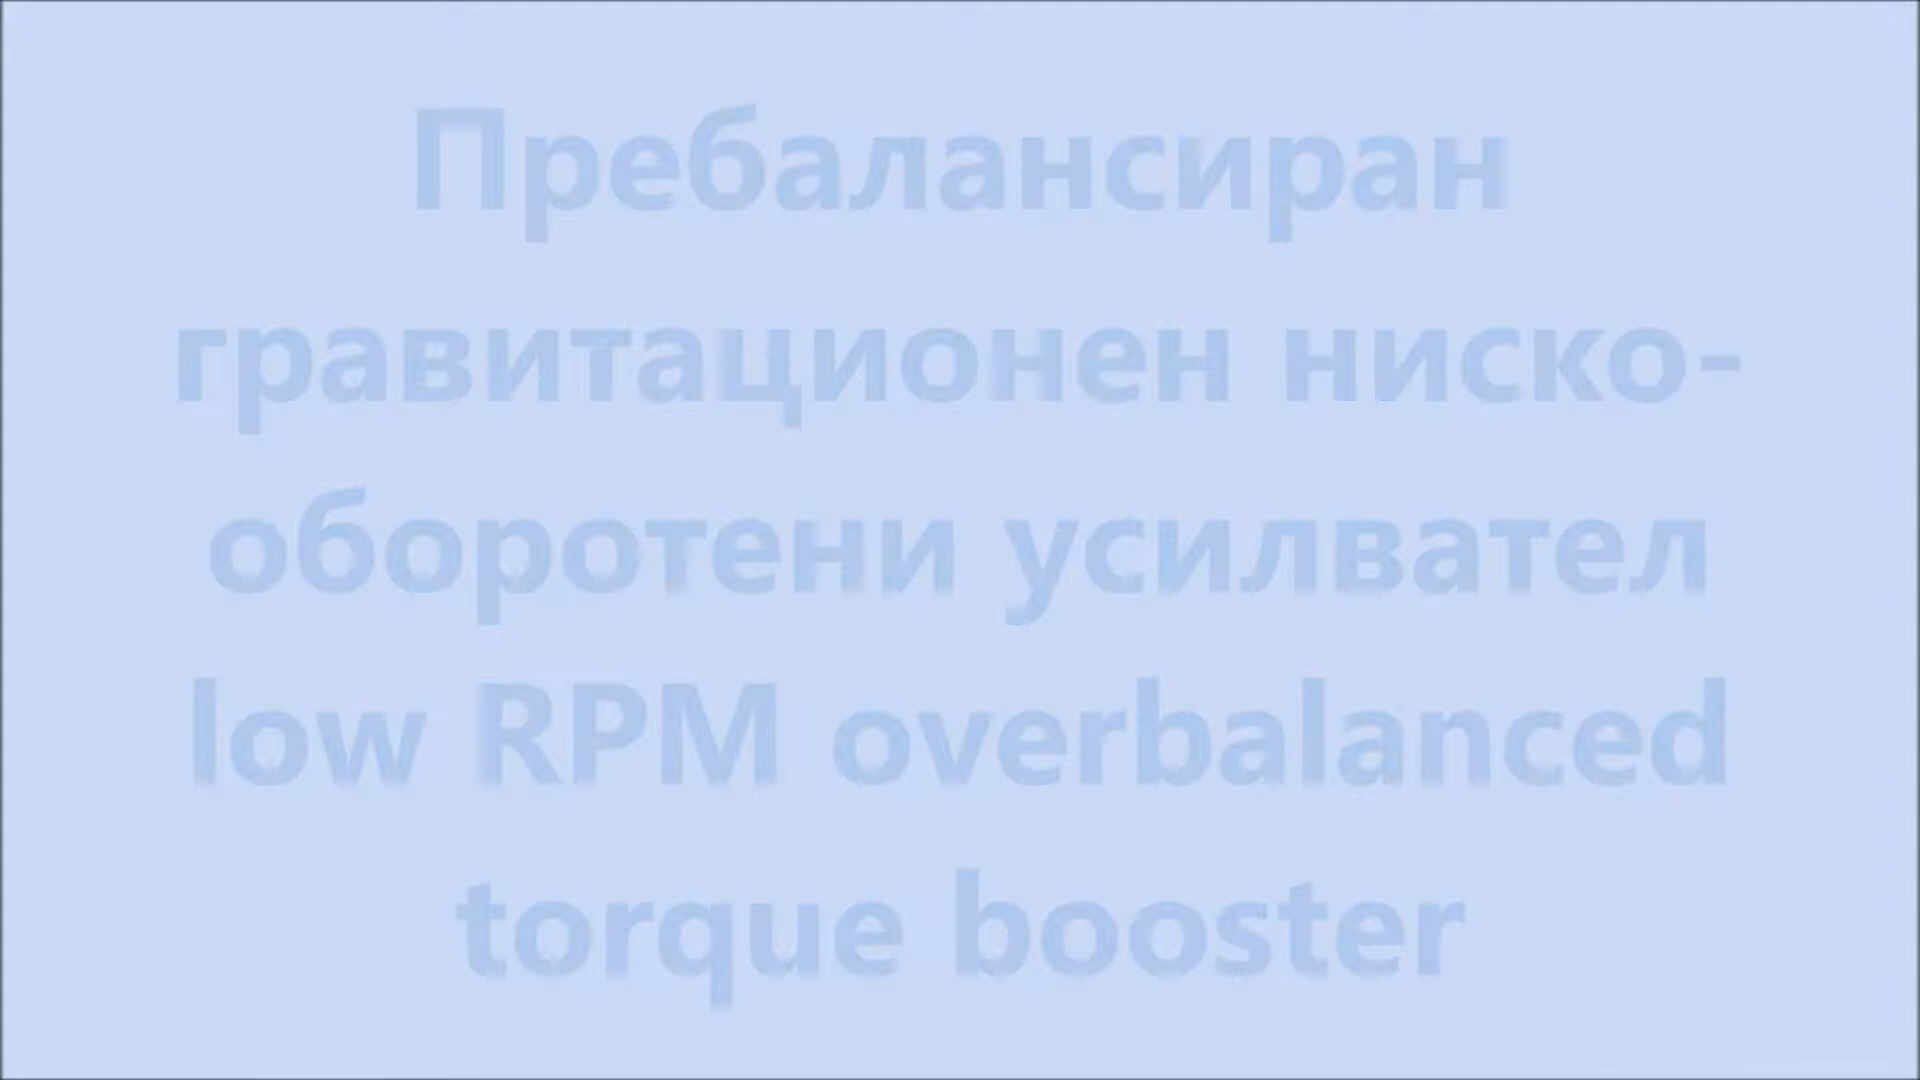 Пребалансиран
гравитационен ниско-
оборотени усилвател
low RPM overbalanced
torque booster